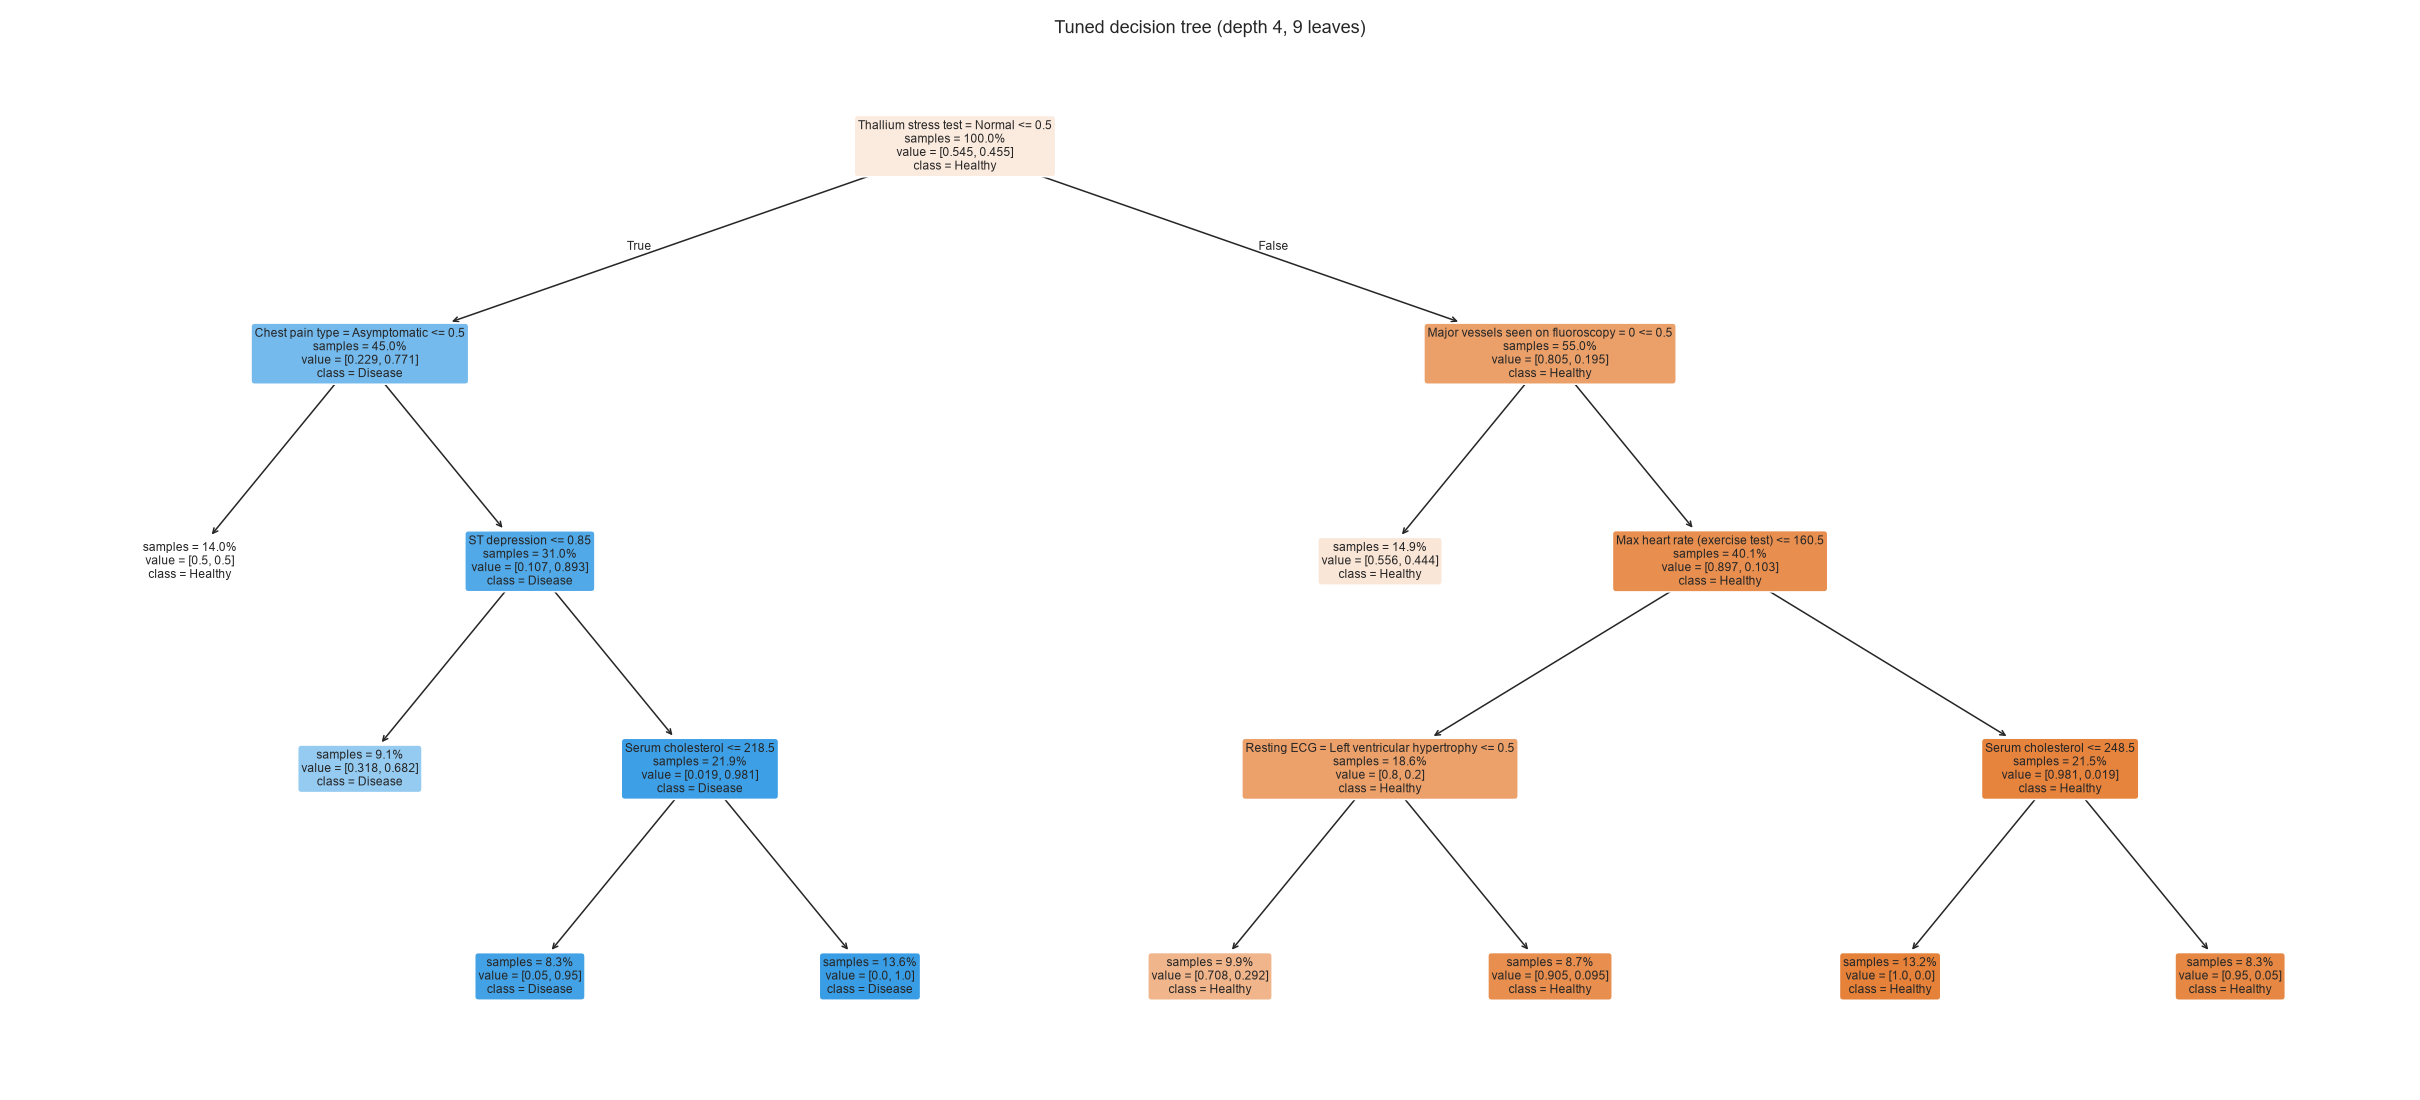 Tuned decision tree (depth 4, 9 leaves)
Thallium stress test = Normal <= 0.5
samples = 100.0%
value = [0.545, 0.455]
class = Healthy
True
False
Chest pain type = Asymptomatic <= 0.5
samples = 45.0%
value = [0.229, 0.771]
class = Disease
Major vessels seen on fluoroscopy = 0 <= 0.5
samples = 55.0%
value = [0.805, 0.195]
class = Healthy
samples = 14.0%
value = [0.5, 0.5]
class = Healthy
ST depression <= 0.85
samples = 31.0%
value = [0.107, 0.893]
class = Disease
samples = 14.9%
value = [0.556, 0.444]
class = Healthy
Max heart rate (exercise test) <= 160.5
samples = 40.1%
value = [0.897, 0.103]
class = Healthy
samples = 9.1%
value = [0.318, 0.682]
class = Disease
Serum cholesterol <= 218.5
samples = 21.9%
value = [0.019, 0.981]
class = Disease
Resting ECG = Left ventricular hypertrophy <= 0.5
samples = 18.6%
value = [0.8, 0.2]
class = Healthy
Serum cholesterol <= 248.5
samples = 21.5%
value = [0.981, 0.019]
class = Healthy
samples = 8.3%
value = [0.05, 0.95]
class = Disease
samples = 13.6%
value = [0.0, 1.0]
class = Disease
samples = 9.9%
value = [0.708, 0.292]
class = Healthy
samples = 8.7%
value = [0.905, 0.095]
class = Healthy
samples = 13.2%
value = [1.0, 0.0]
class = Healthy
samples = 8.3%
value = [0.95, 0.05]
class = Healthy